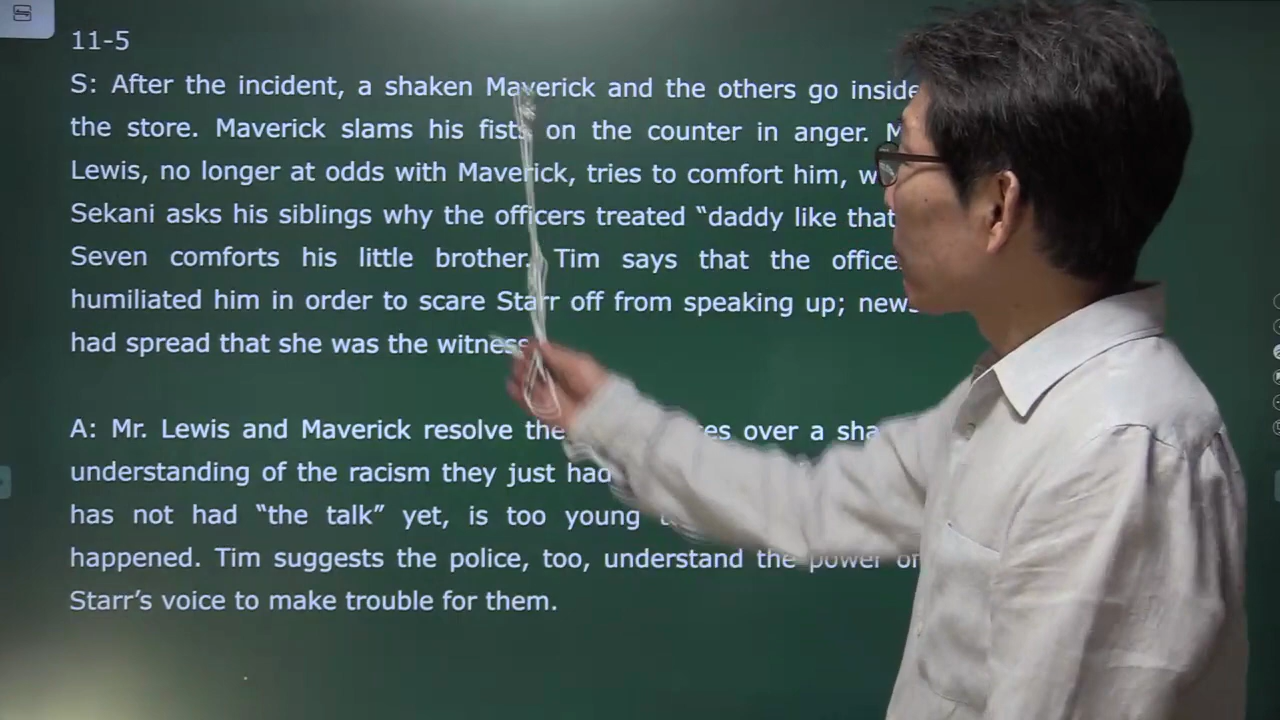 11-5
S: After the incident, a shaken Maverick and the others go inside
the store. Maverick slams his fists on the counter in anger.
Lewis, no longer at odds with Maverick, tries to comfort him,
Sekani asks his siblings why the officers treated “daddy like that
Seven comforts his little brother. Tim says that the
humiliated him in order to scare Starr off from speaking up; news
had spread that she was the witness
A: Mr. Lewis and Maverick resolve over a
understanding of the racism they just had
has not had “the talk” yet, is too young
happened. Tim suggests the police, too, understand the power of
Starr’s voice to make trouble for them.